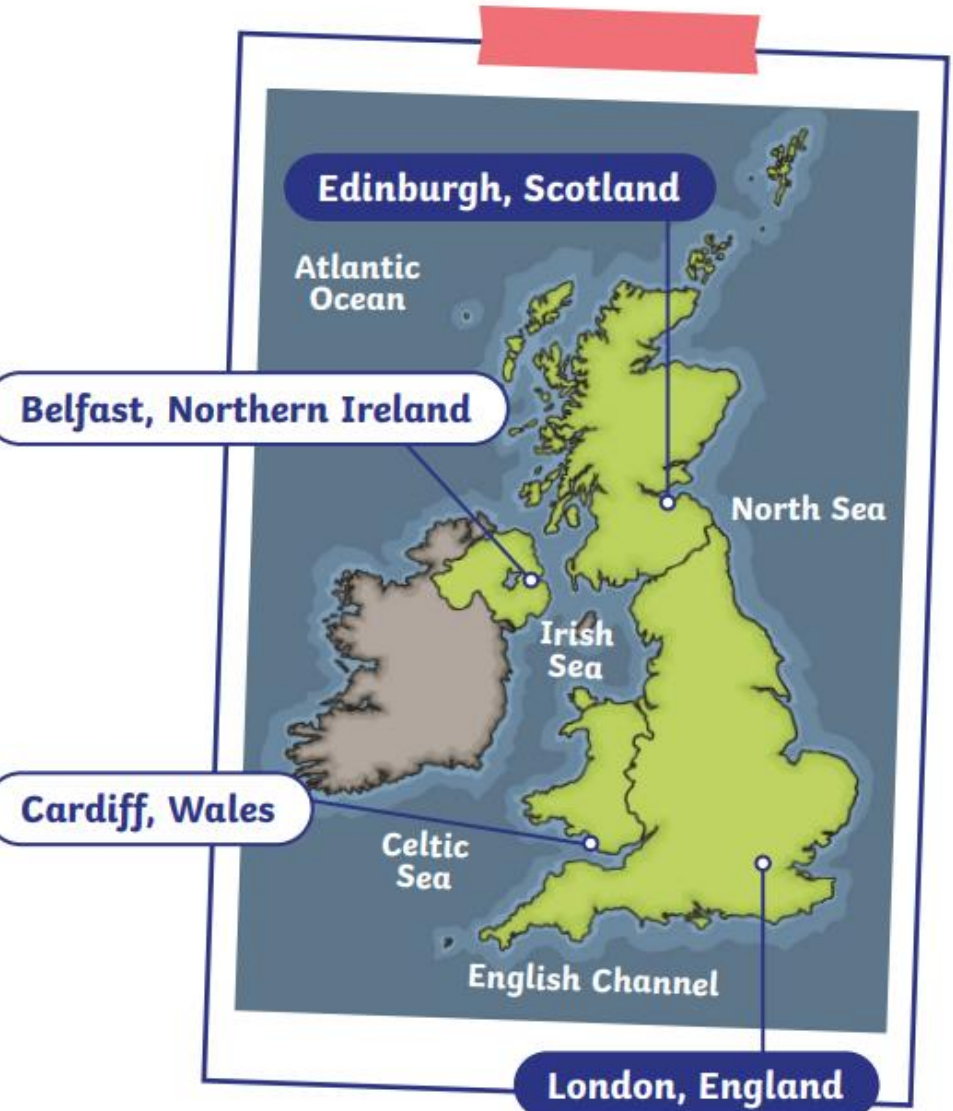 Edinburgh, Scotland
Atlantic
Ocean
Belfast, Northern Ireland
North Sea
Irish
Sea
Cardiff, Wales
Celtic
Sea
English Channel
London, England